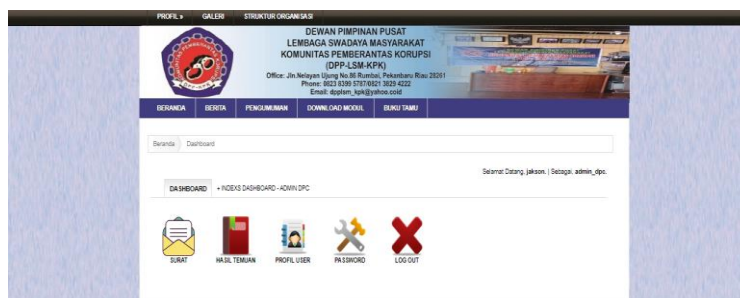 PROFIL » GALERI STRUKTUR ORGANISASI
DEWAN PIMPINAN PUSAT
LEMBAGA SWADAYA MASYARAKAT
KOMUNITAS PEMBERANTAS KORUPSI
(DPP-LSM-KPK)
Office: Jln.Nelayan Ujung No.86 Rumbai, Pekanbaru Riau 28261
Phone: 0823 8399 5787/0821 3829 4222
Email: dpplsm_kpk@yahoo.coid
BERANDA BERITA PENGUMUMAN DOWNLOAD MODUL BUKU TAMU
Beranda Dashboard
Selamat Datang, jakson. | Sebagai, admin_dpc.
DASHBOARD + INDEXS DASHBOARD - ADMIN DPC
SURAT HASIL TEMUAN PROFIL USER PASSWORD LOG OUT